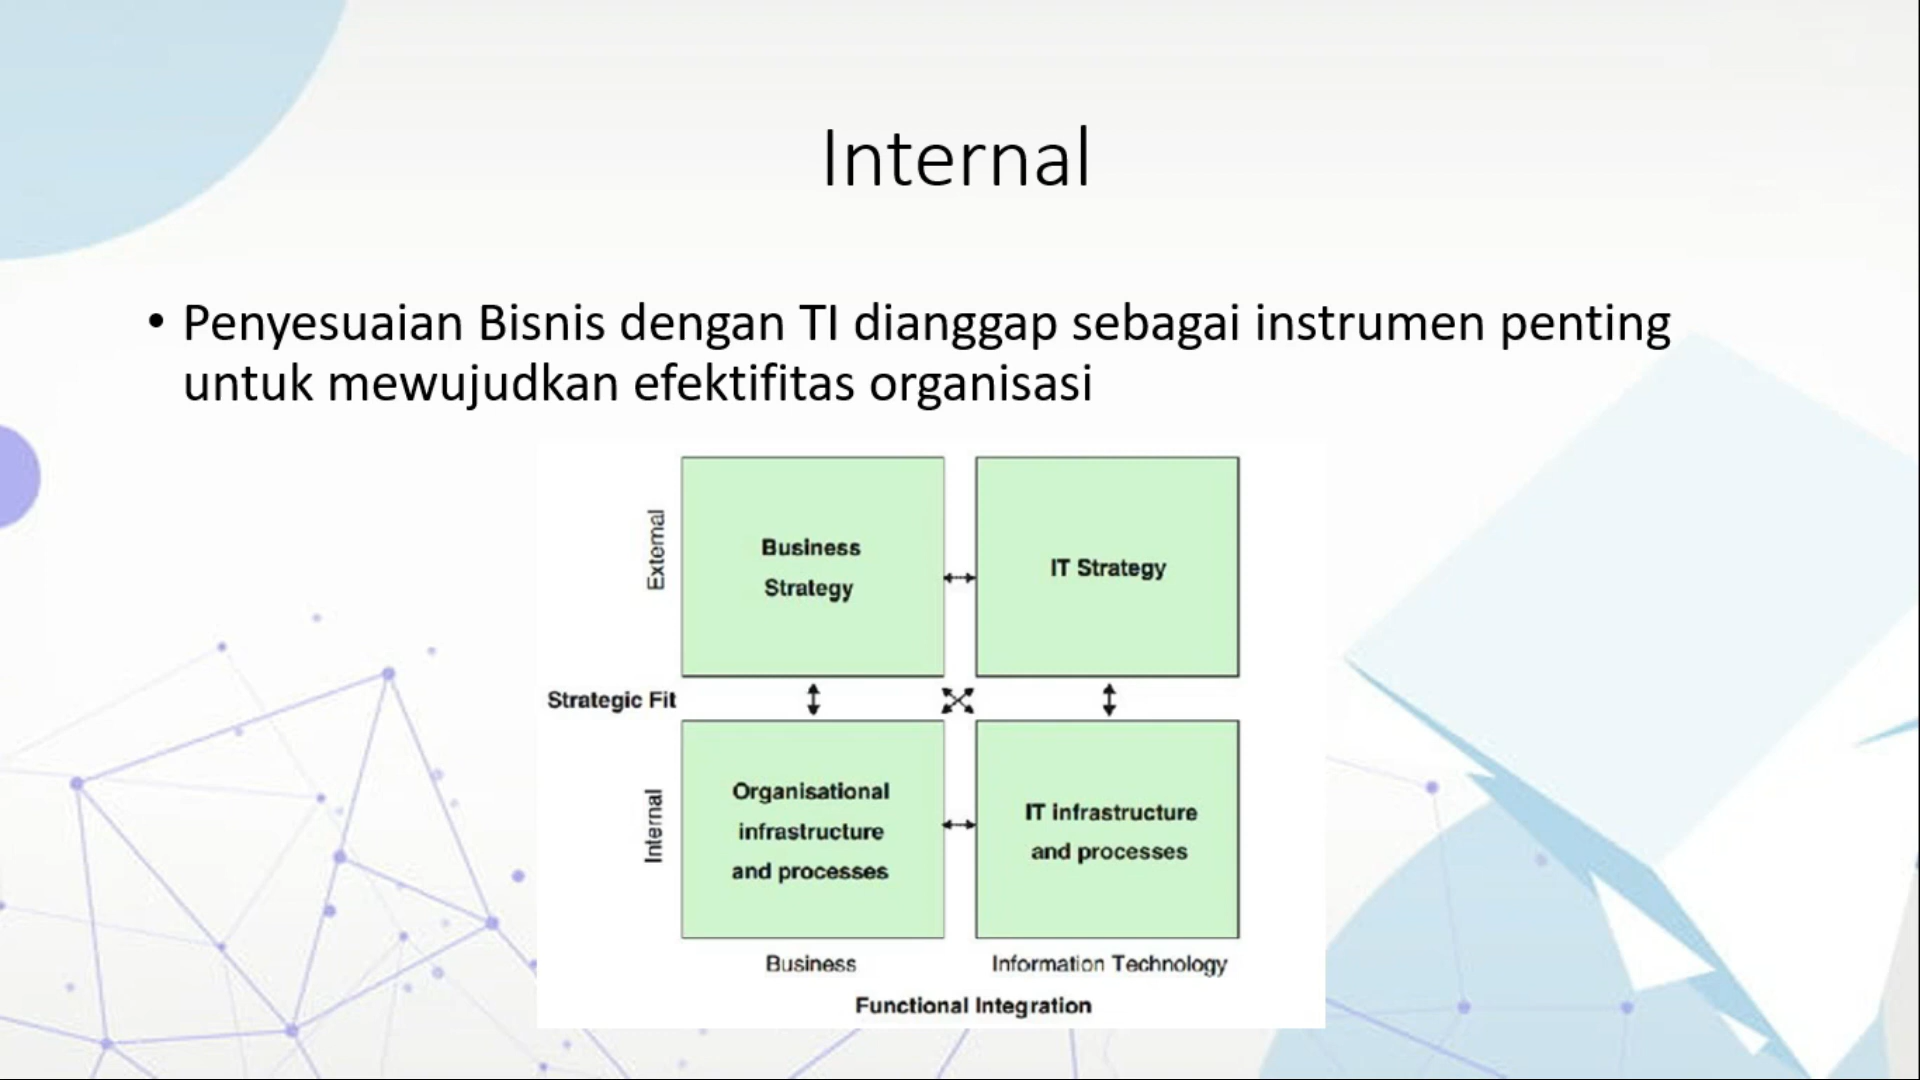 Internal
• Penyesuaian Bisnis dengan TI dianggap sebagai instrumen penting
untuk mewujudkan efektifitas organisasi
External
Business
Strategy
IT Strategy
Strategic Fit
Internal
Organisational
infrastructure
and processes
IT infrastructure
and processes
Business
Information Technology
Functional Integration